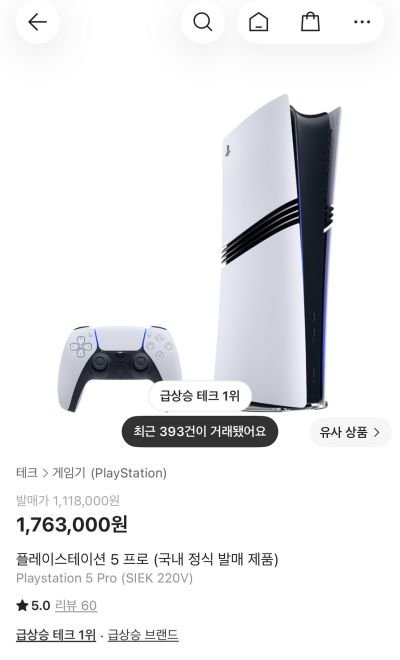 급상승 테크 1위
최근 393건이 거래됐어요
유사 상품
테크 > 게임기 (PlayStation)
발매가 1,118,000원
1,763,000원
플레이스테이션 5 프로 (국내 정식 발매 제품)
Playstation 5 Pro (SIEK 220V)
5.0 리뷰 60
급상승 테크 1위 · 급상승 브랜드